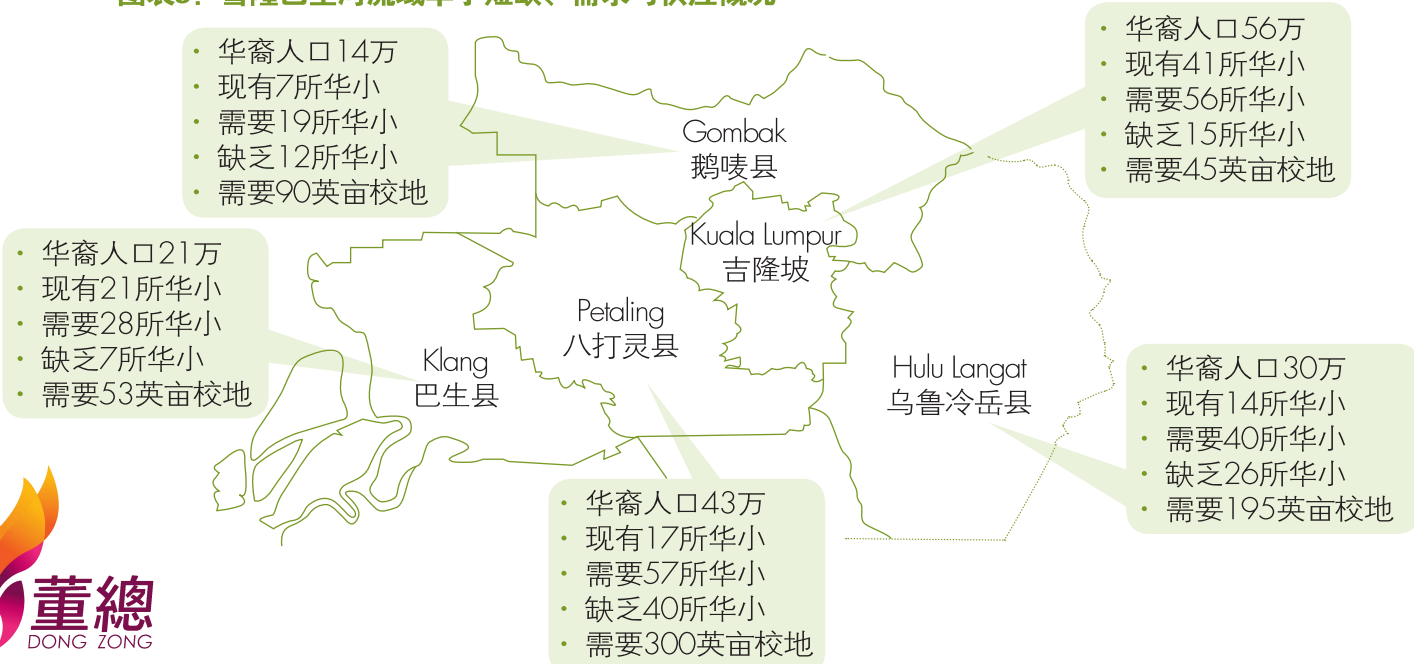 · 华裔人口14万
· 现有7所华小
· 需要19所华小
· 缺乏12所华小
· 需要90英亩校地
· 华裔人口56万
· 现有41所华小
· 需要56所华小
· 缺乏15所华小
· 需要45英亩校地
Gombak
鹅唛县
Kuala Lumpur
吉隆坡
· 华裔人口21万
· 现有21所华小
· 需要28所华小
· 缺乏7所华小
· 需要53英亩校地
Petaling
八打灵县
Klang
巴生县
Hulu Langat
乌鲁冷岳县
· 华裔人口30万
· 现有14所华小
· 需要40所华小
· 缺乏26所华小
· 需要195英亩校地
· 华裔人口43万
· 现有17所华小
· 需要57所华小
· 缺乏40所华小
· 需要300英亩校地
董總
DONG ZONG